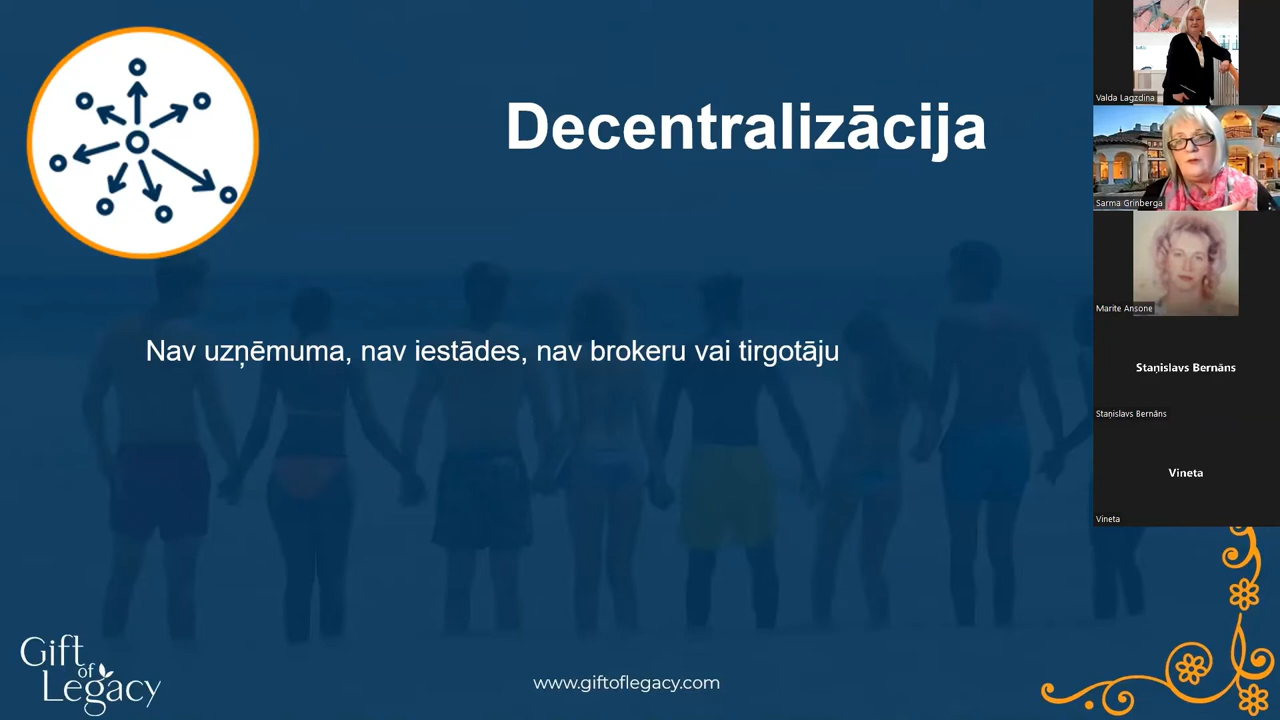 Decentralizācija
Nav uzņēmuma, nav iestādes, nav brokeru vai tirgotāju
Gift
of
Legacy
www.giftoflegacy.com
Valda Lagzdina
Sarma Grinberga
Marite Ansone
Staņislavs Bernāns
Staņislavs Bernāns
Vineta
Vineta